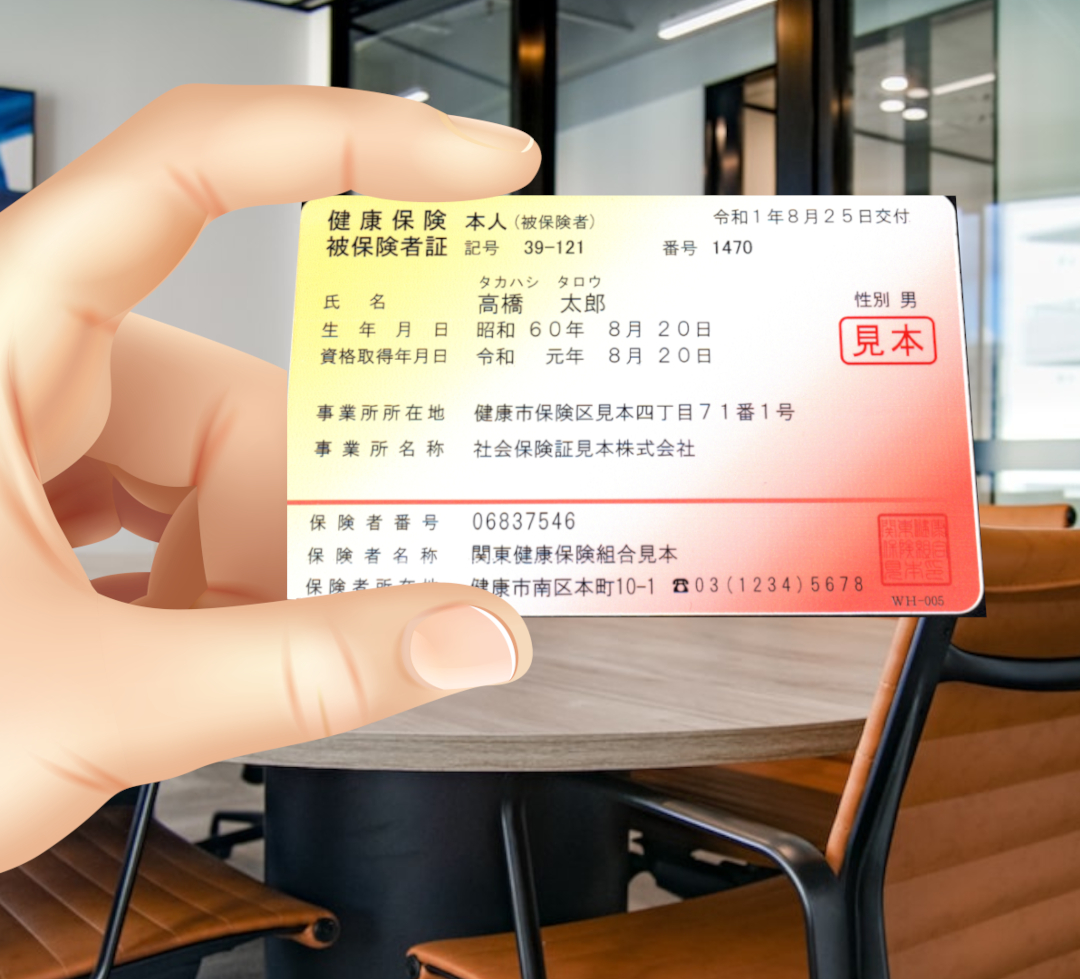 健康保険 本人(被保険者) 令和1年8月25日交付
被保険者証 記号 39-121 番号 1470
タカハシ タロウ
氏名 高橋 太郎 性別 男
生年月日 昭和 60年 8月 20日
見本
資格取得年月日 令和 元年 8月 20日
事業所所在地 健康市保険区見本四丁目71番1号
事業所名称 社会保険証見本株式会社
保険者番号 06837546
保険者名称 関東健康保険組合見本
保険者所在地 健康市南区本町10-1 ☎03(1234)5678
WH-005